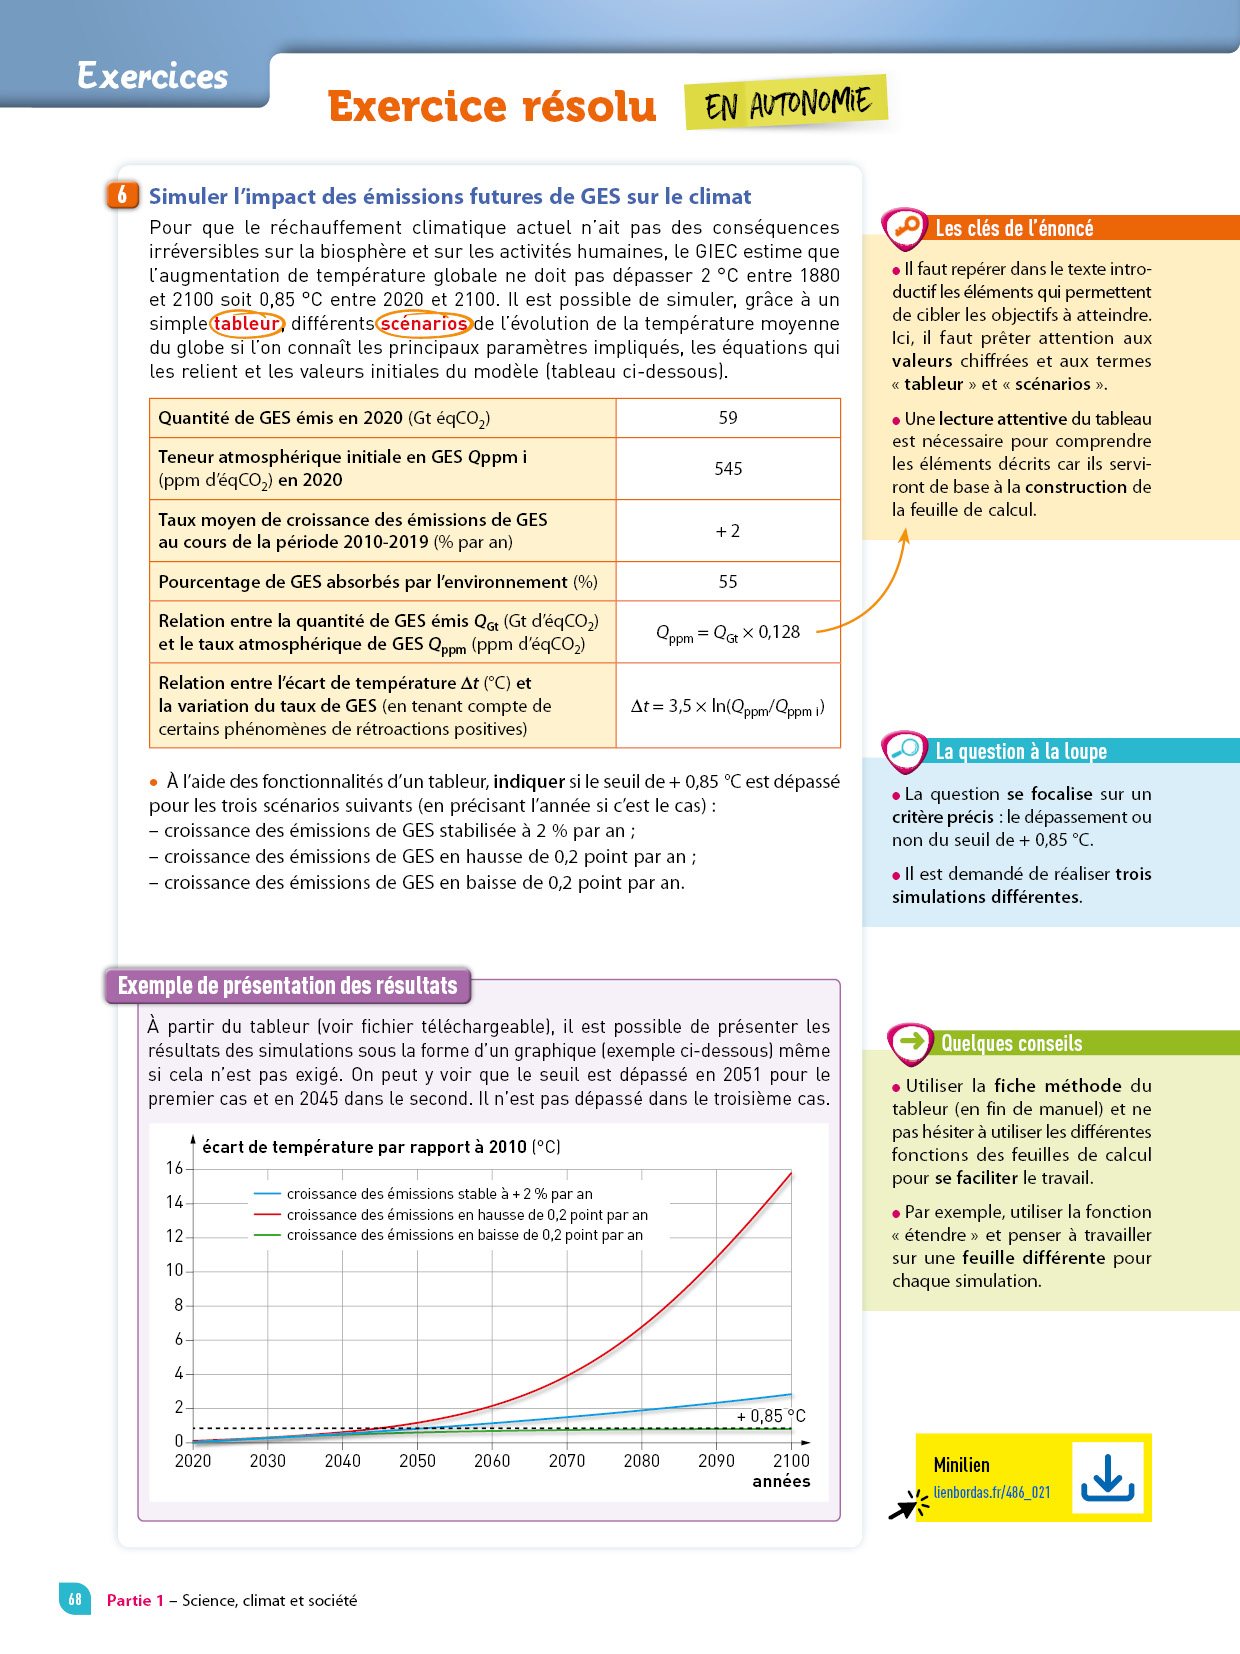 Exercices
Exercice résolu
EN AUTONOMIE
6
Simuler l'impact des émissions futures de GES sur le climat
Pour que le réchauffement climatique actuel n'ait pas des conséquences
irréversibles sur la biosphère et sur les activités humaines, le GIEC estime que
l'augmentation de température globale ne doit pas dépasser 2 °C entre 1880
et 2100 soit 0,85 °C entre 2020 et 2100. Il est possible de simuler, grâce à un
simple tableur, différents scénarios de l'évolution de la température moyenne
du globe si l'on connaît les principaux paramètres impliqués, les équations qui
les relient et les valeurs initiales du modèle (tableau ci-dessous).
Quantité de GES émis en 2020 (Gt éqCO2)
59
Teneur atmosphérique initiale en GES Qppm i
(ppm d'éqCO2) en 2020
545
Taux moyen de croissance des émissions de GES
au cours de la période 2010-2019 (% par an)
+ 2
Pourcentage de GES absorbés par l'environnement (%)
55
Relation entre la quantité de GES émis QGt (Gt d'éqCO2)
et le taux atmosphérique de GES Qppm (ppm d'éqCO2)
Qppm = QGt × 0,128
Relation entre l'écart de température Δt (°C) et
la variation du taux de GES (en tenant compte de
certains phénomènes de rétroactions positives)
Δt = 3,5 × ln(Qppm/Qppm i)
• À l'aide des fonctionnalités d'un tableur, indiquer si le seuil de + 0,85 °C est dépassé
pour les trois scénarios suivants (en précisant l'année si c'est le cas) :
– croissance des émissions de GES stabilisée à 2 % par an ;
– croissance des émissions de GES en hausse de 0,2 point par an ;
– croissance des émissions de GES en baisse de 0,2 point par an.
Exemple de présentation des résultats
À partir du tableur (voir fichier téléchargeable), il est possible de présenter les
résultats des simulations sous la forme d'un graphique (exemple ci-dessous) même
si cela n'est pas exigé. On peut y voir que le seuil est dépassé en 2051 pour le
premier cas et en 2045 dans le second. Il n'est pas dépassé dans le troisième cas.
écart de température par rapport à 2010 (°C)
16
14
12
10
8
6
4
2
0
croissance des émissions stable à + 2 % par an
croissance des émissions en hausse de 0,2 point par an
croissance des émissions en baisse de 0,2 point par an
+ 0,85 °C
2020 2030 2040 2050 2060 2070 2080 2090 2100
années
Les clés de l'énoncé
• Il faut repérer dans le texte intro-
ductif les éléments qui permettent
de cibler les objectifs à atteindre.
Ici, il faut prêter attention aux
valeurs chiffrées et aux termes
« tableur » et « scénarios ».
• Une lecture attentive du tableau
est nécessaire pour comprendre
les éléments décrits car ils servi-
ront de base à la construction de
la feuille de calcul.
La question à la loupe
• La question se focalise sur un
critère précis : le dépassement ou
non du seuil de + 0,85 °C.
• Il est demandé de réaliser trois
simulations différentes.
Quelques conseils
• Utiliser la fiche méthode du
tableur (en fin de manuel) et ne
pas hésiter à utiliser les différentes
fonctions des feuilles de calcul
pour se faciliter le travail.
• Par exemple, utiliser la fonction
« étendre » et penser à travailler
sur une feuille différente pour
chaque simulation.
Minilien
lienbordas.fr/486_021
68
Partie 1 – Science, climat et société